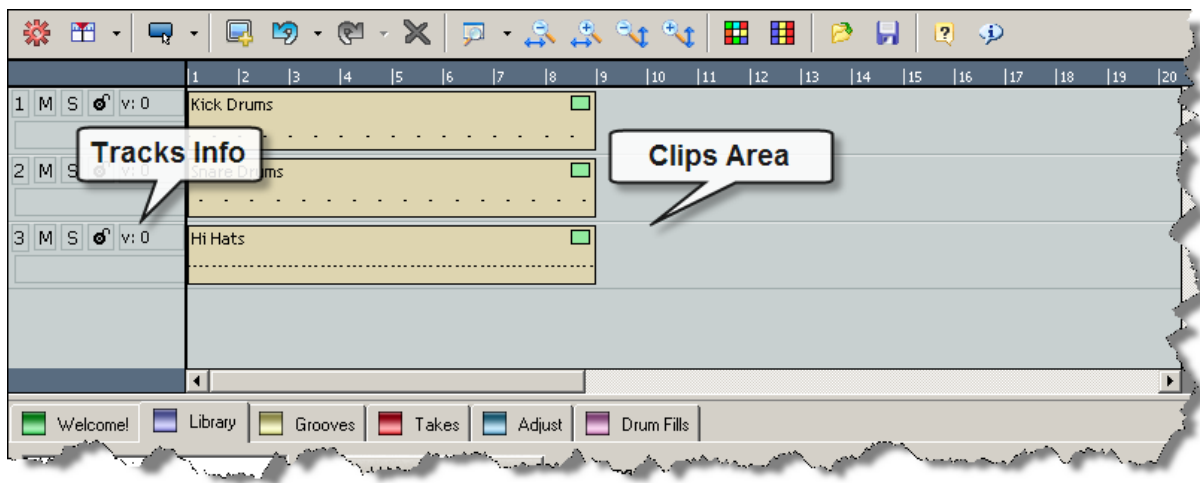 1 2 3 4 5 6 7 8 9 10 11 12 13 14 15 16 17 18 19 20
1 M S v: 0 Kick Drums
Tracks Info
Clips Area
2 M S v: 0 Snare Drums
3 M S v: 0 Hi Hats
Welcome! Library Grooves Takes Adjust Drum Fills